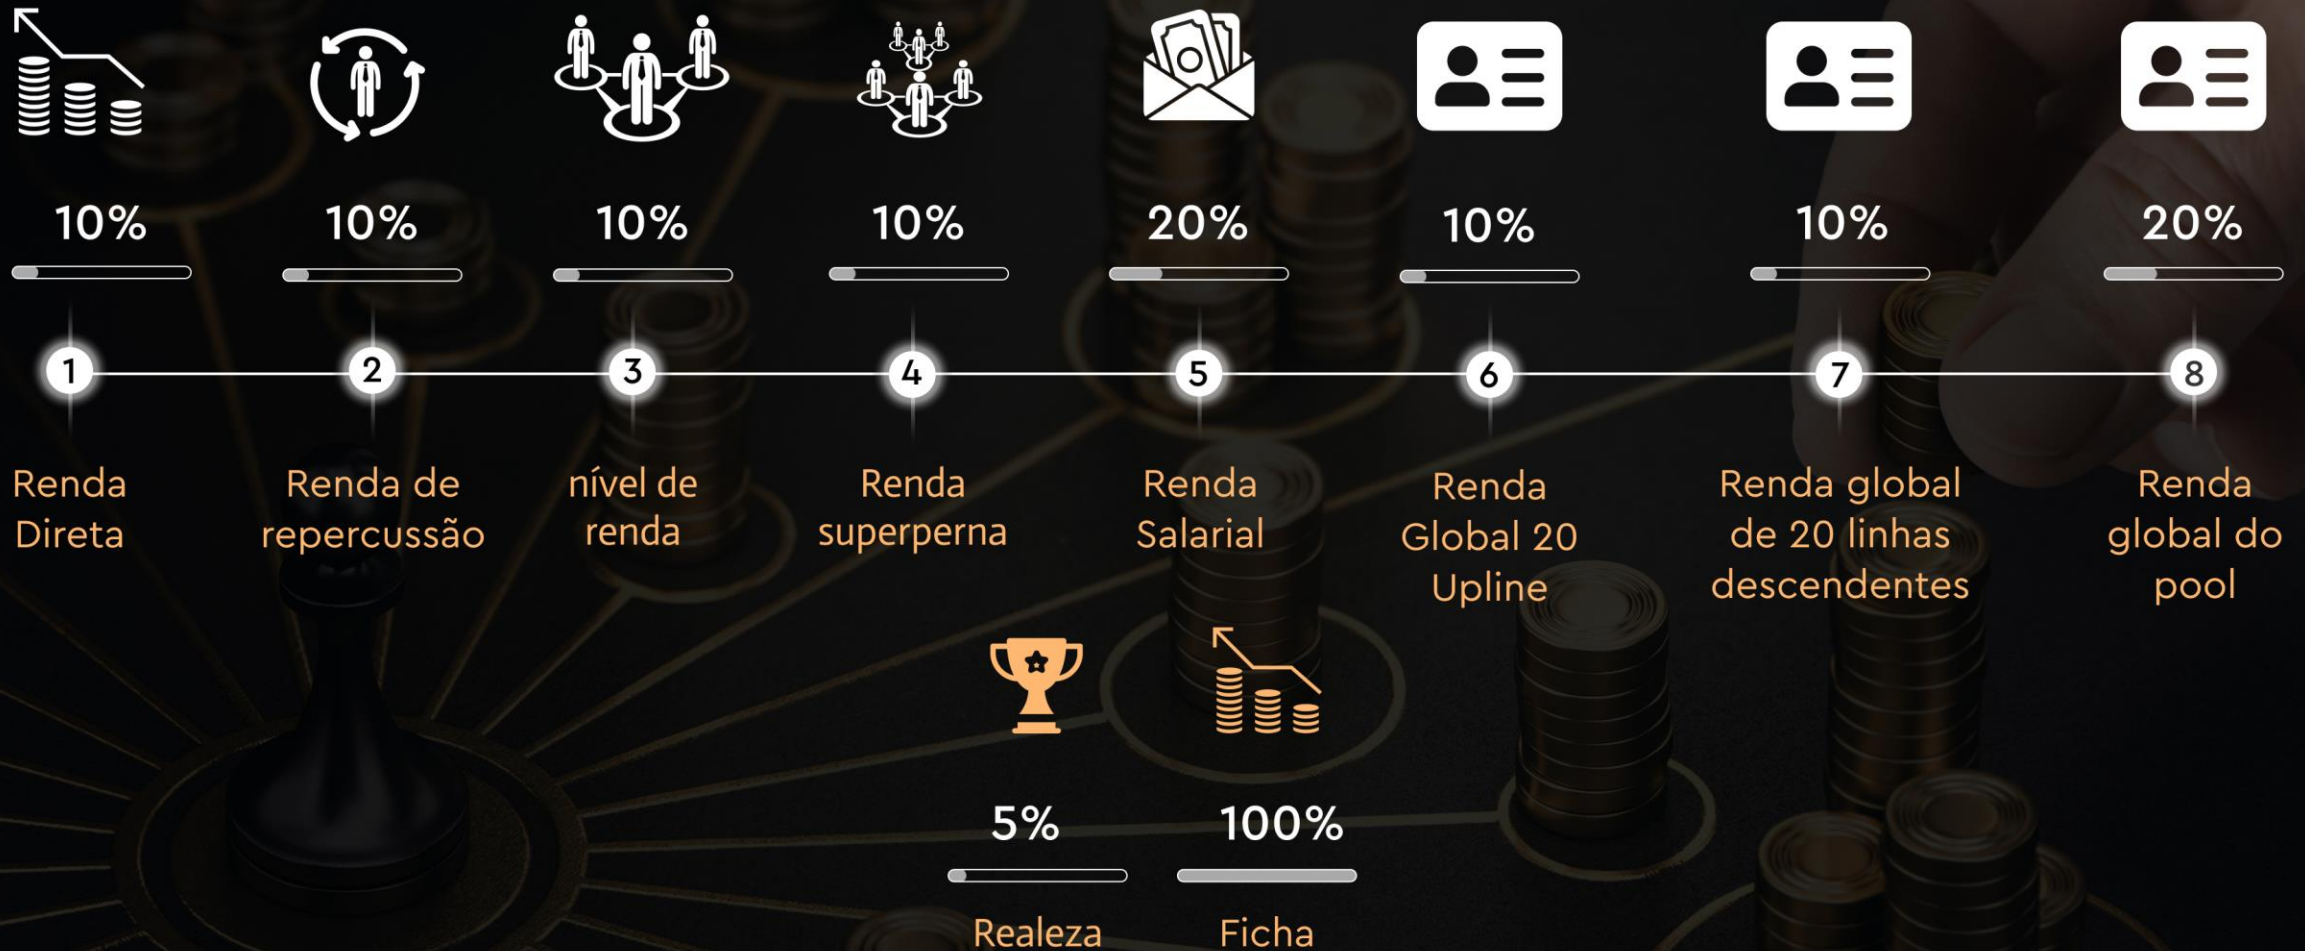 10%
10%
10%
10%
20%
10%
10%
20%
1
2
3
4
5
6
7
8
Renda
Direta
Renda de
repercussão
nível de
renda
Renda
superperna
Renda
Salarial
Renda
Global 20
Upline
Renda global
de 20 linhas
descendentes
Renda
global do
pool
5%
100%
Realeza
Ficha